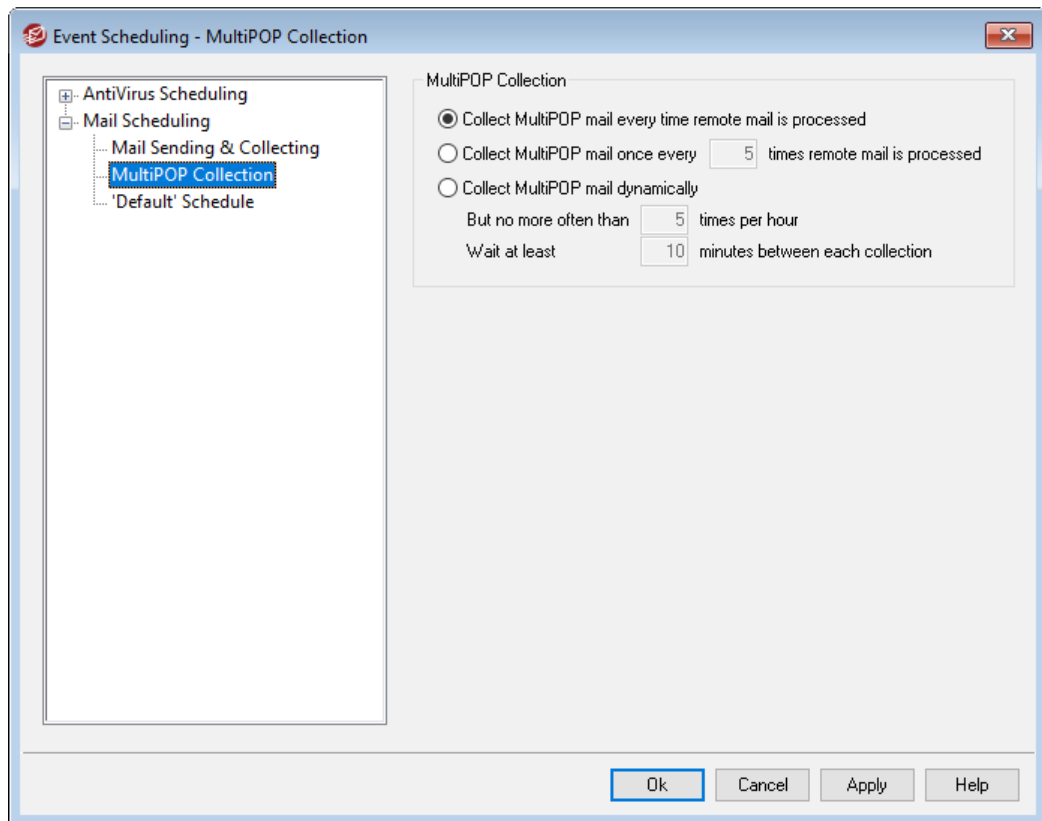 Event Scheduling - MultiPOP Collection
AntiVirus Scheduling
Mail Scheduling
Mail Sending & Collecting
MultiPOP Collection
'Default' Schedule
MultiPOP Collection
Collect MultiPOP mail every time remote mail is processed
Collect MultiPOP mail once every 5 times remote mail is processed
Collect MultiPOP mail dynamically
But no more often than 5 times per hour
Wait at least 10 minutes between each collection
Ok Cancel Apply Help